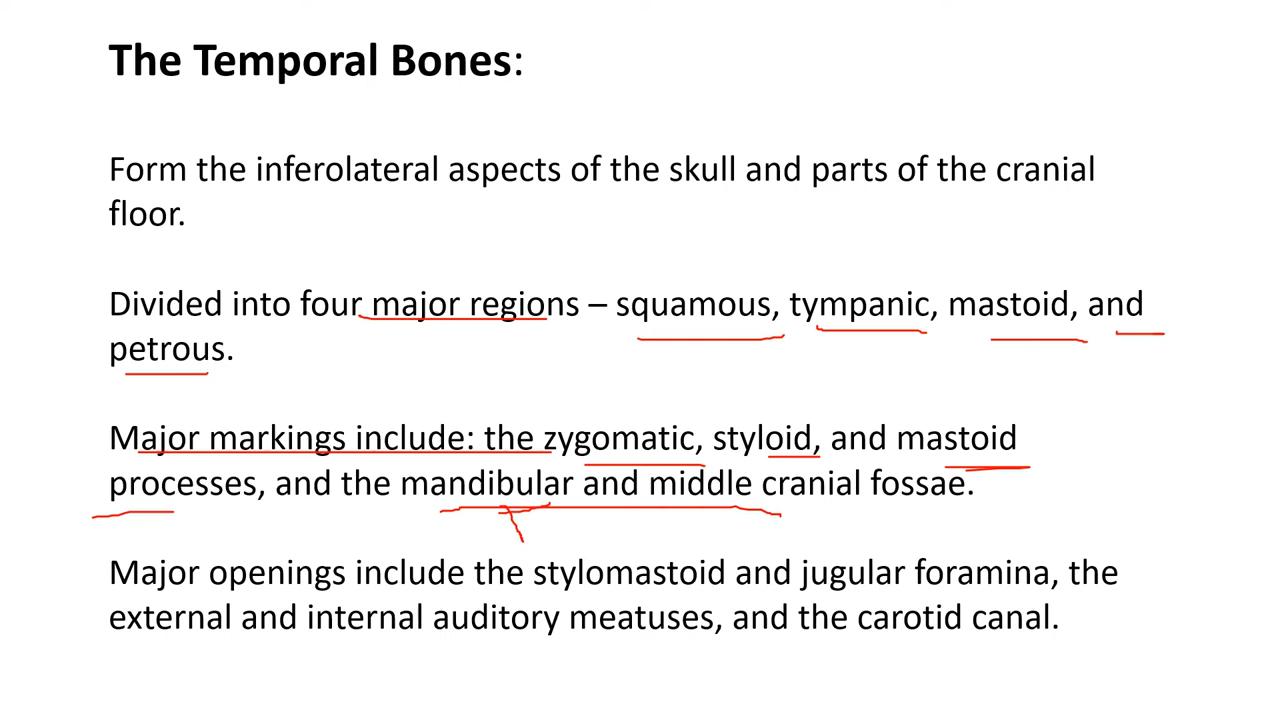 The Temporal Bones:
Form the inferolateral aspects of the skull and parts of the cranial
floor.
Divided into four major regions – squamous, tympanic, mastoid, and
petrous.
Major markings include: the zygomatic, styloid, and mastoid
processes, and the mandibular and middle cranial fossae.
Major openings include the stylomastoid and jugular foramina, the
external and internal auditory meatuses, and the carotid canal.